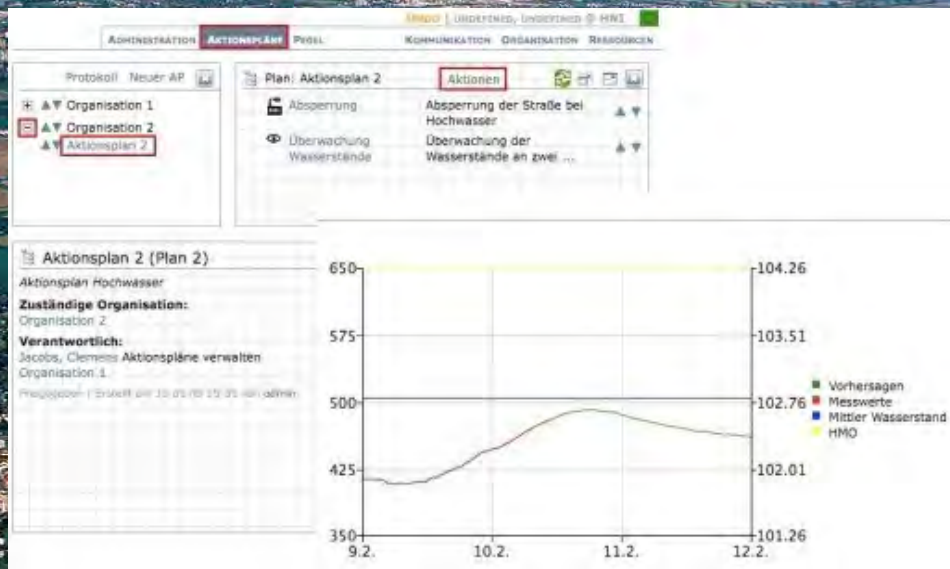 UNDEFINED, UNDEFINED @ HNI
ADMINISTRATION AKTIONSPLÄNE PEGEL KOMMUNIKATION ORGANISATION RESSOURCEN
Protokoll Neuer AP
Organisation 1
Organisation 2
Aktionsplan 2
Plan: Aktionsplan 2 Aktionen
Absperrung Absperrung der Straße bei
Hochwasser
Überwachung Überwachung der
Wasserstände Wasserstände an zwei ...
Aktionsplan 2 (Plan 2)
Aktionsplan Hochwasser
Zuständige Organisation:
Organisation 2
Verantwortlich:
Jacobs, Clemens Aktionspläne verwalten
Organisation 1
admin
650 104.26
575 103.51
500 102.76
425 102.01
350 101.26
9.2. 10.2. 11.2. 12.2.
Vorhersagen
Messwerte
Mittler Wasserstand
HMO